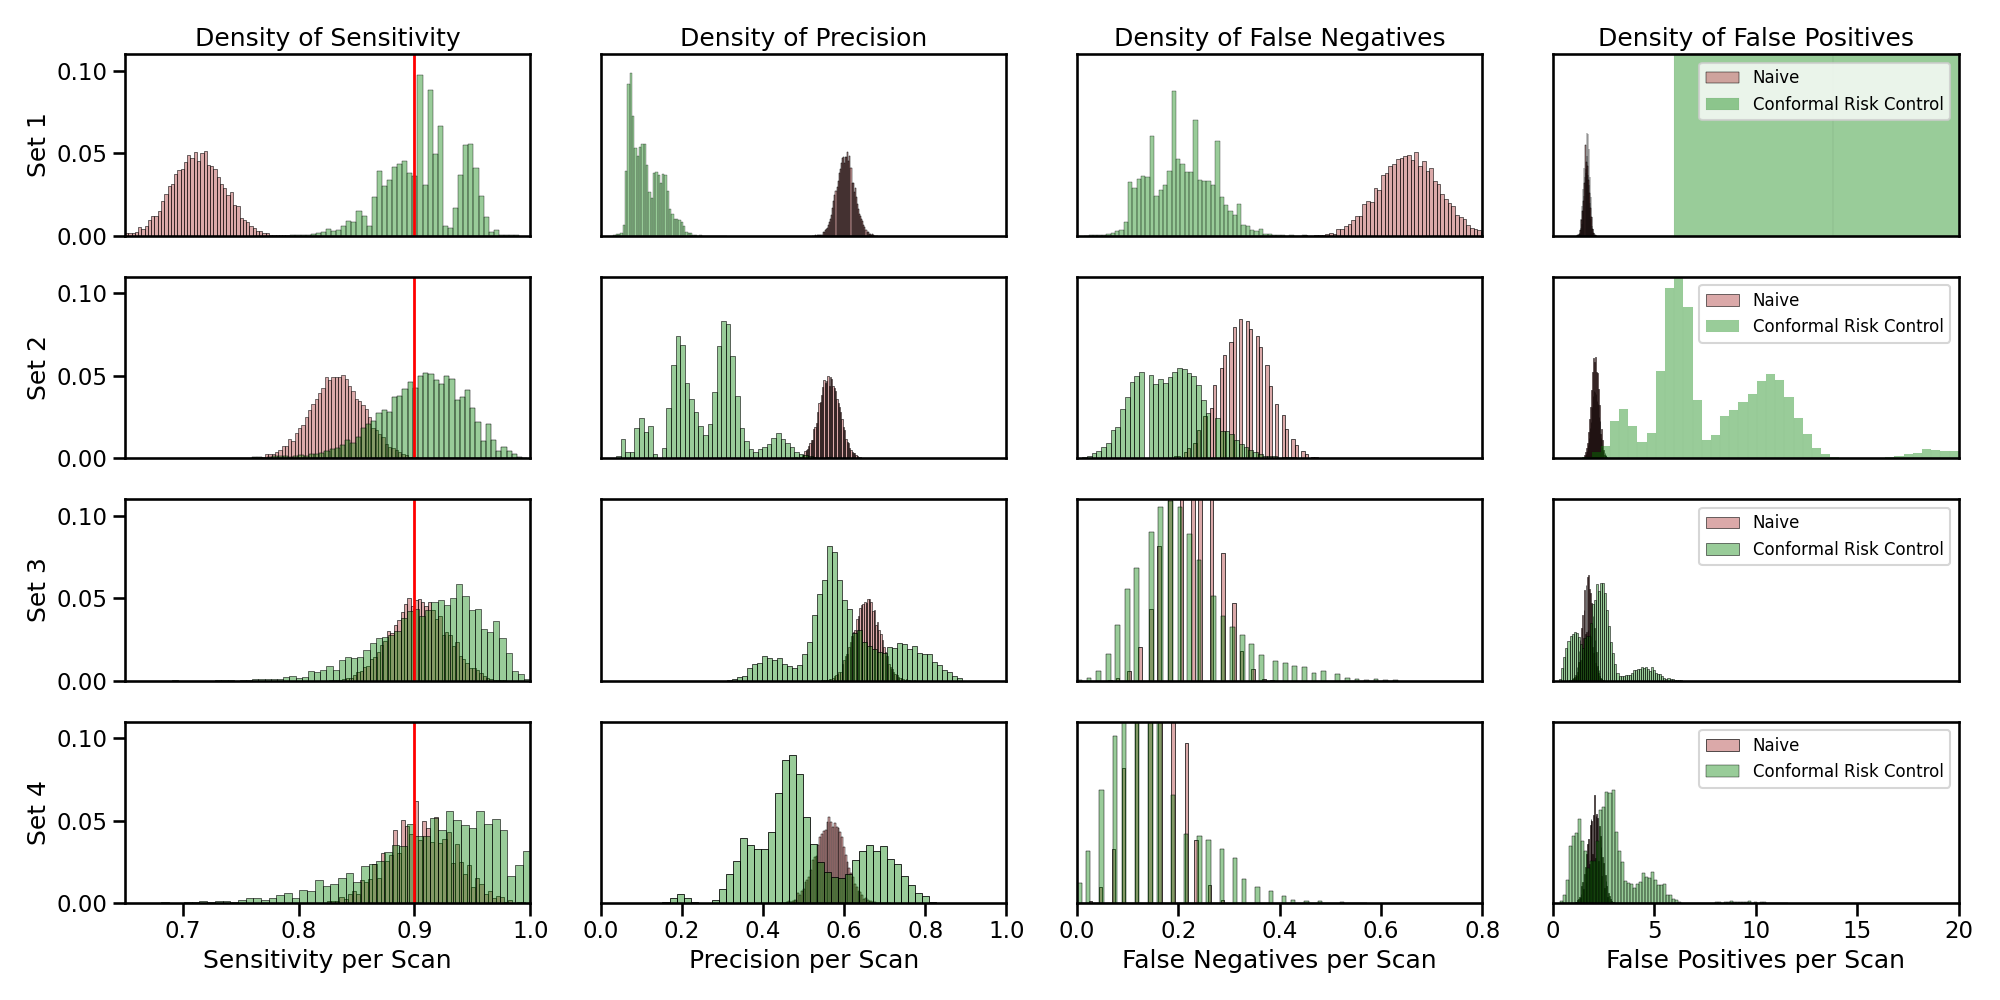 Density of Sensitivity
Density of Precision
Density of False Negatives
Density of False Positives
Set 1
0.10
0.05
0.00
Naive
Conformal Risk Control
Set 2
0.10
0.05
0.00
Naive
Conformal Risk Control
Set 3
0.10
0.05
0.00
Naive
Conformal Risk Control
Set 4
0.10
0.05
0.00
Naive
Conformal Risk Control
0.7 0.8 0.9 1.0
0.0 0.2 0.4 0.6 0.8 1.0
0.0 0.2 0.4 0.6 0.8
0 5 10 15 20
Sensitivity per Scan
Precision per Scan
False Negatives per Scan
False Positives per Scan